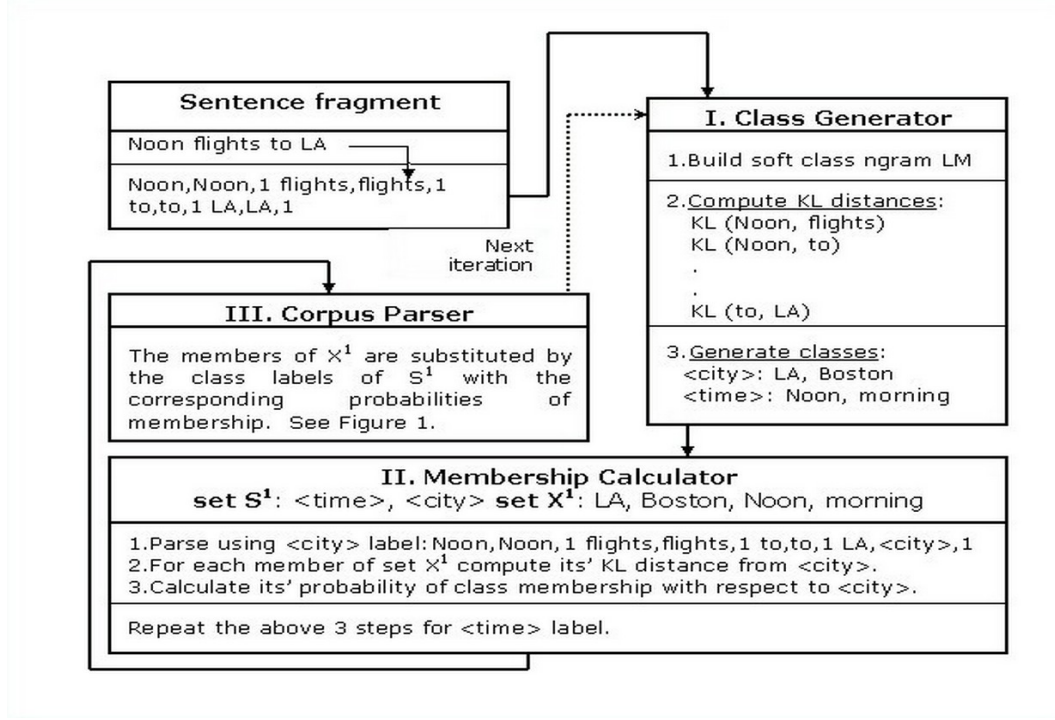 Sentence fragment
Noon flights to LA
Noon,Noon,1 flights,flights,1
to,to,1 LA,LA,1
I. Class Generator
1.Build soft class ngram LM
2.Compute KL distances:
KL (Noon, flights)
KL (Noon, to)
.
.
KL (to, LA)
3.Generate classes:
<city>: LA, Boston
<time>: Noon, morning
Next
iteration
III. Corpus Parser
The members of X¹ are substituted by
the class labels of S¹ with the
corresponding probabilities of
membership. See Figure 1.
II. Membership Calculator
set S¹: <time>, <city> set X¹: LA, Boston, Noon, morning
1.Parse using <city> label: Noon,Noon,1 flights,flights,1 to,to,1 LA,<city>,1
2.For each member of set X¹ compute its' KL distance from <city>.
3.Calculate its' probability of class membership with respect to <city>.
Repeat the above 3 steps for <time> label.